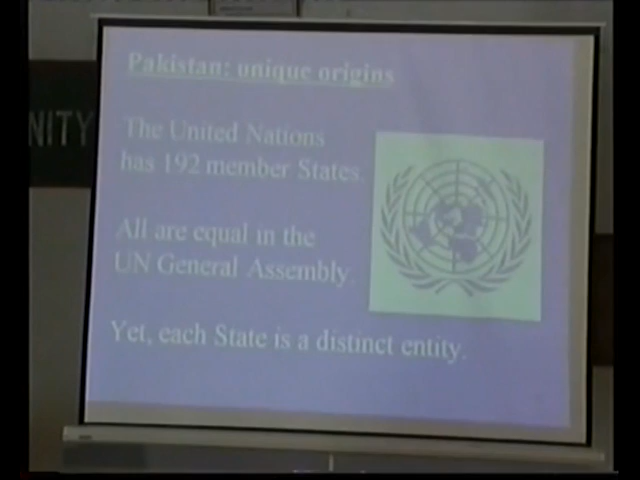 Pakistan: unique origins
NITY
The United Nations
has 192 member States.
All are equal in the
UN General Assembly.
Yet, each State is a distinct entity.